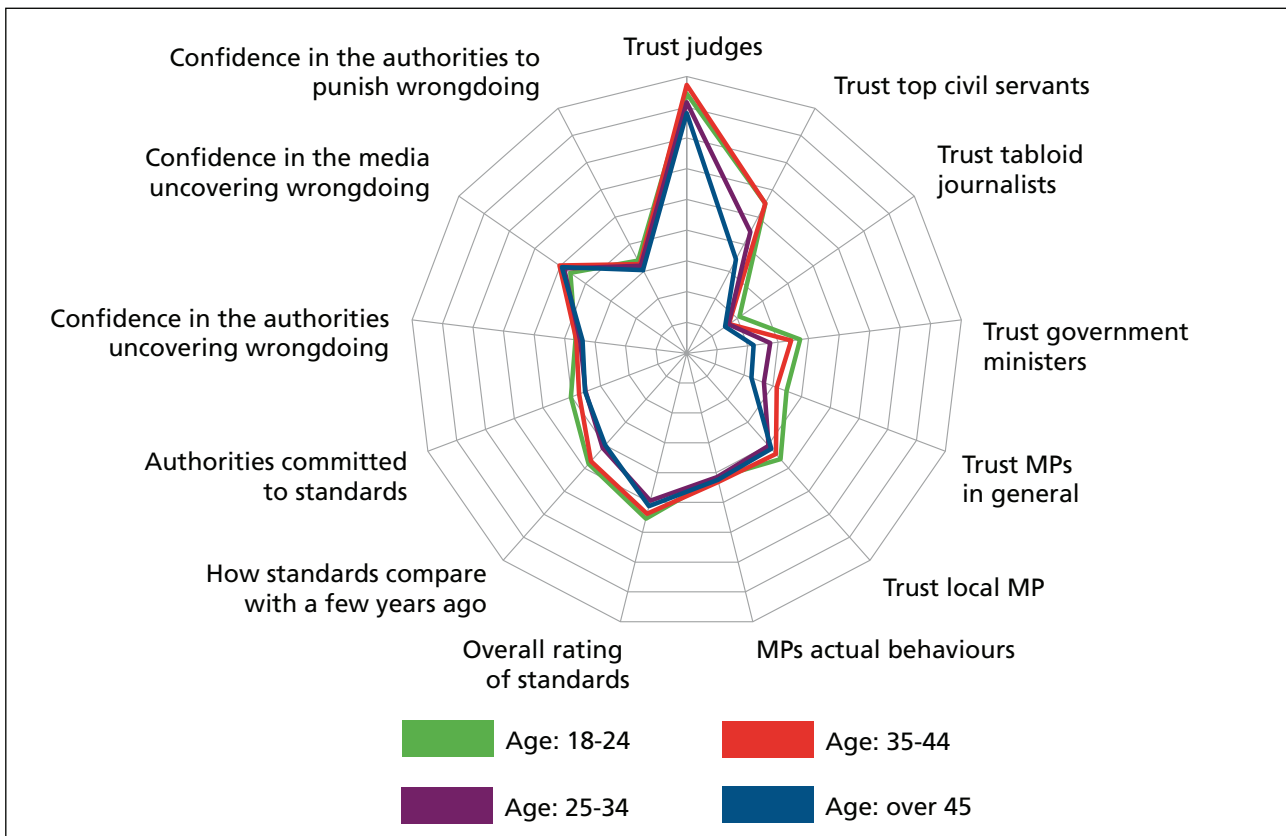 Trust judges
Confidence in the authorities to
punish wrongdoing
Trust top civil servants
Confidence in the media
uncovering wrongdoing
Trust tabloid
journalists
Confidence in the authorities
uncovering wrongdoing
Trust government
ministers
Authorities committed
to standards
Trust MPs
in general
How standards compare
with a few years ago
Trust local MP
Overall rating
of standards
MPs actual behaviours
Age: 18-24
Age: 35-44
Age: 25-34
Age: over 45